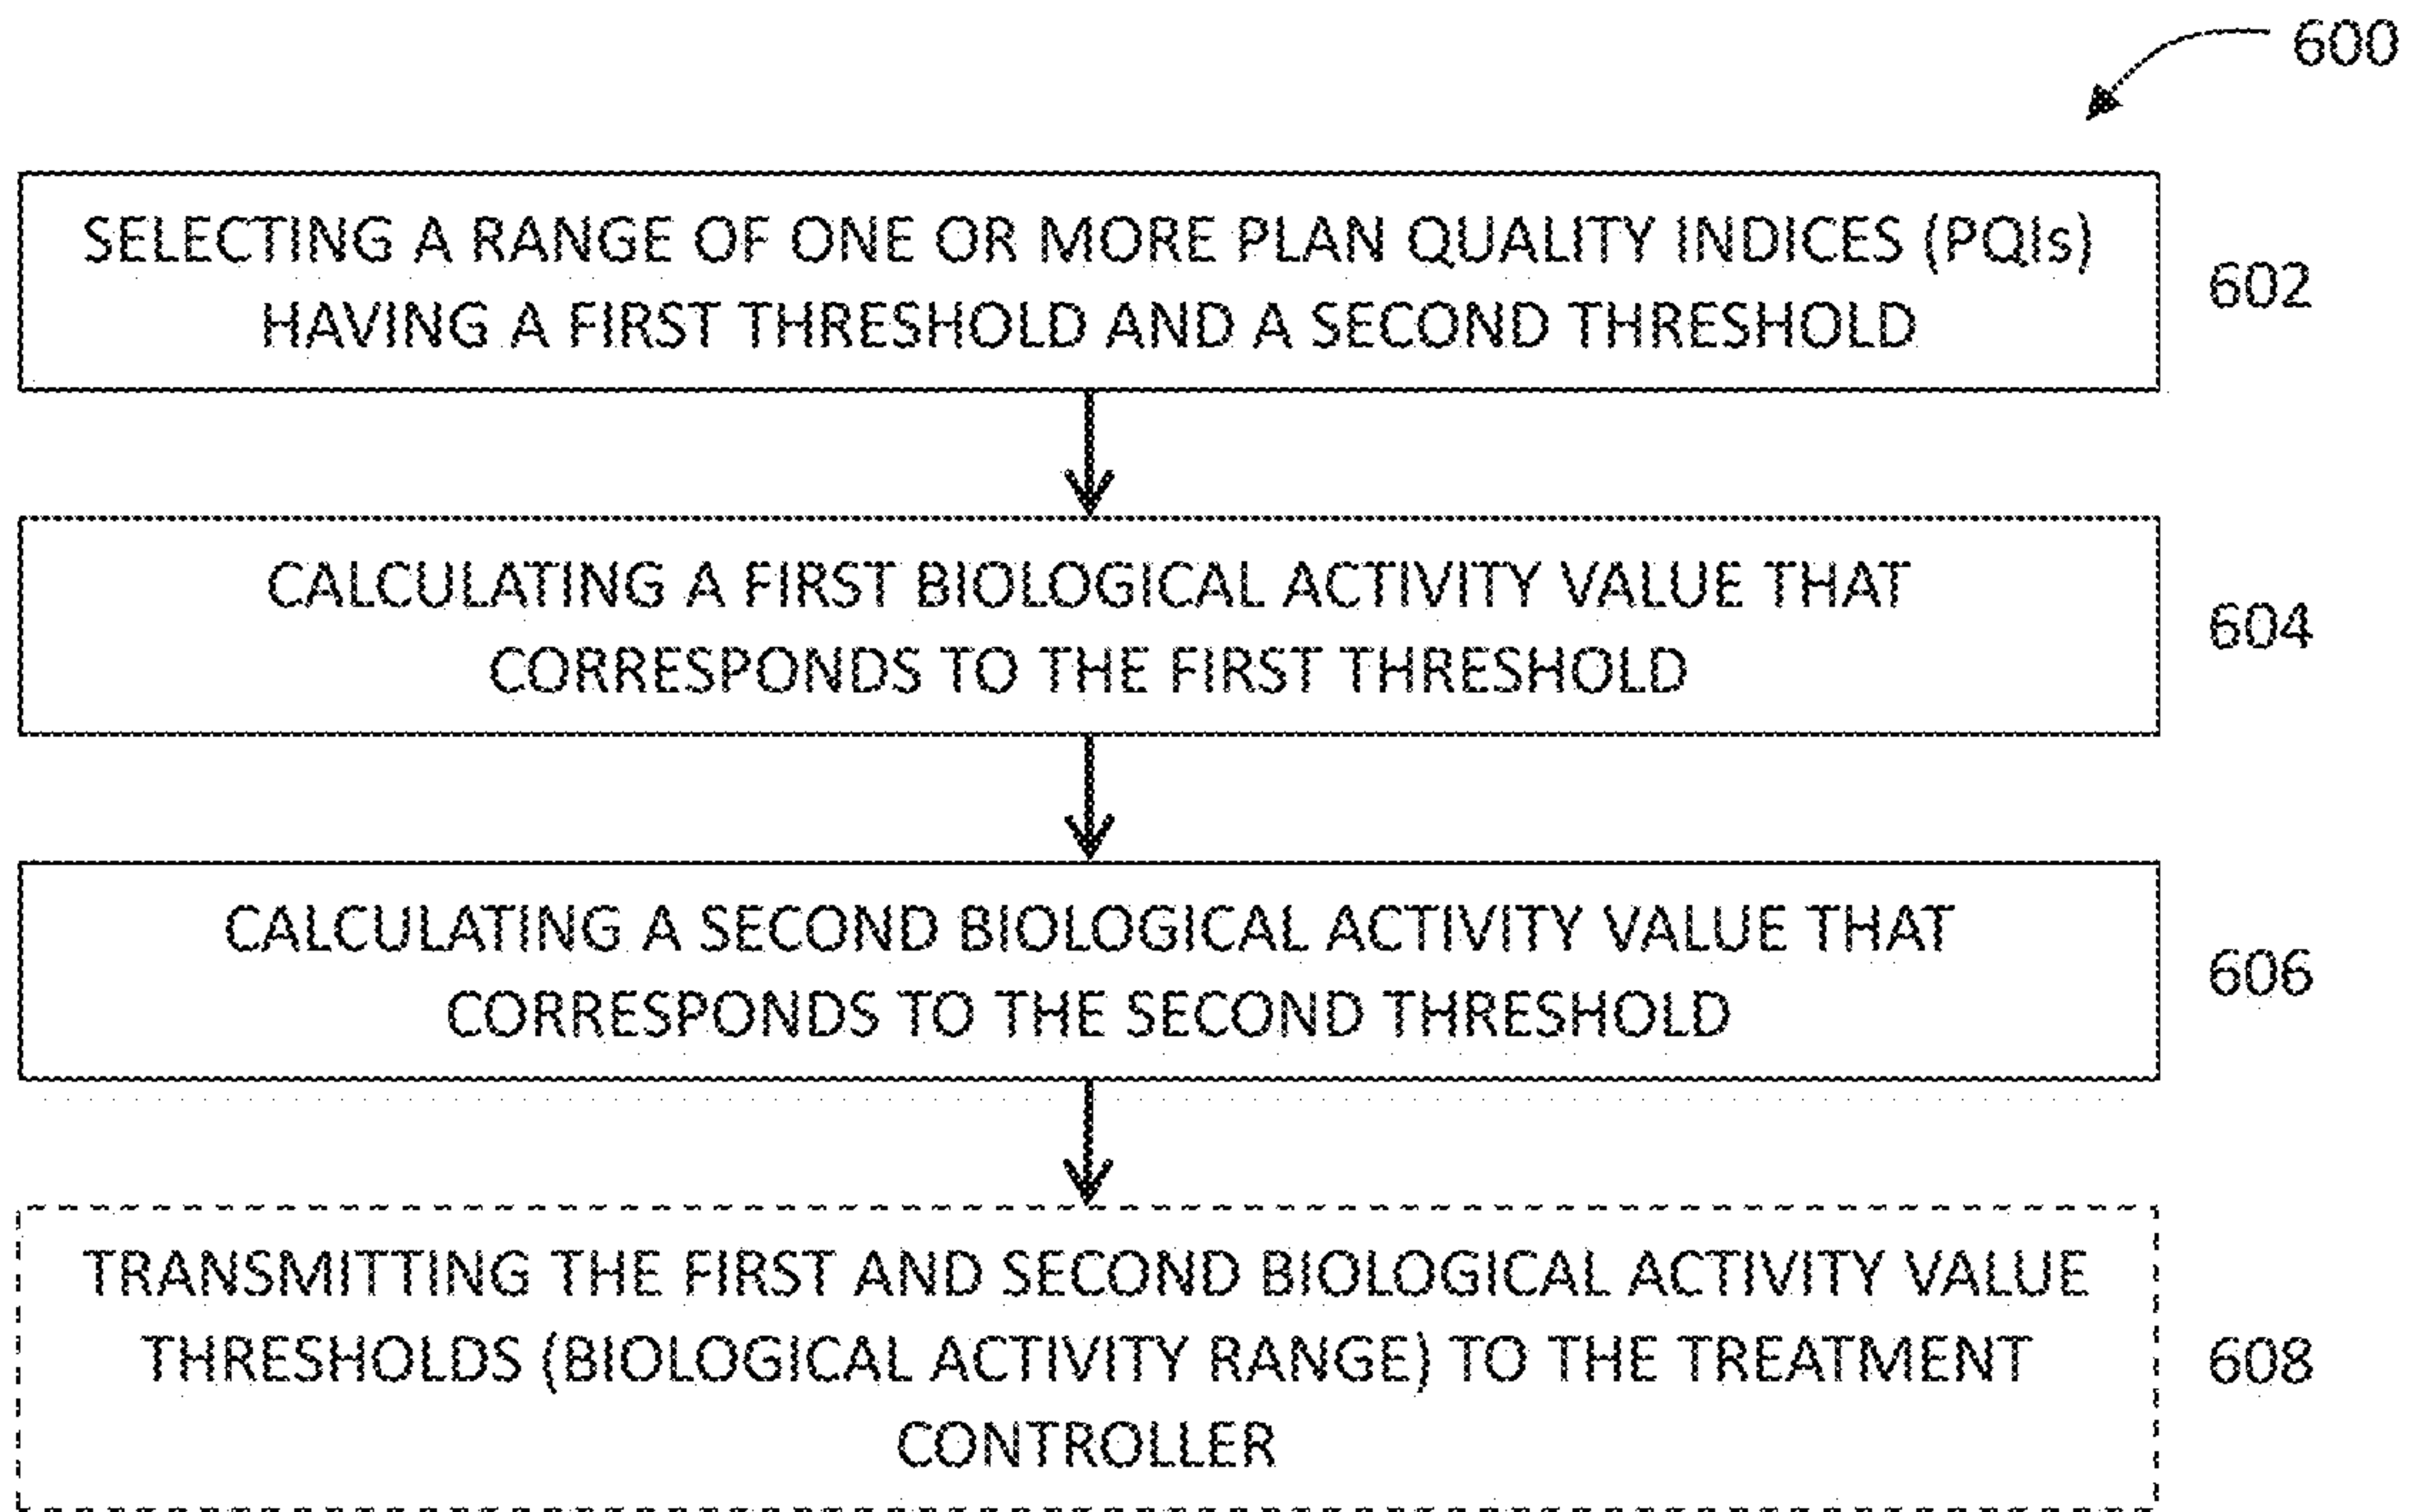 600
SELECTING A RANGE OF ONE OR MORE PLAN QUALITY INDICES (PQIs)
HAVING A FIRST THRESHOLD AND A SECOND THRESHOLD
602
CALCULATING A FIRST BIOLOGICAL ACTIVITY VALUE THAT
CORRESPONDS TO THE FIRST THRESHOLD
604
CALCULATING A SECOND BIOLOGICAL ACTIVITY VALUE THAT
CORRESPONDS TO THE SECOND THRESHOLD
606
TRANSMITTING THE FIRST AND SECOND BIOLOGICAL ACTIVITY VALUE
THRESHOLDS (BIOLOGICAL ACTIVITY RANGE) TO THE TREATMENT
CONTROLLER
608